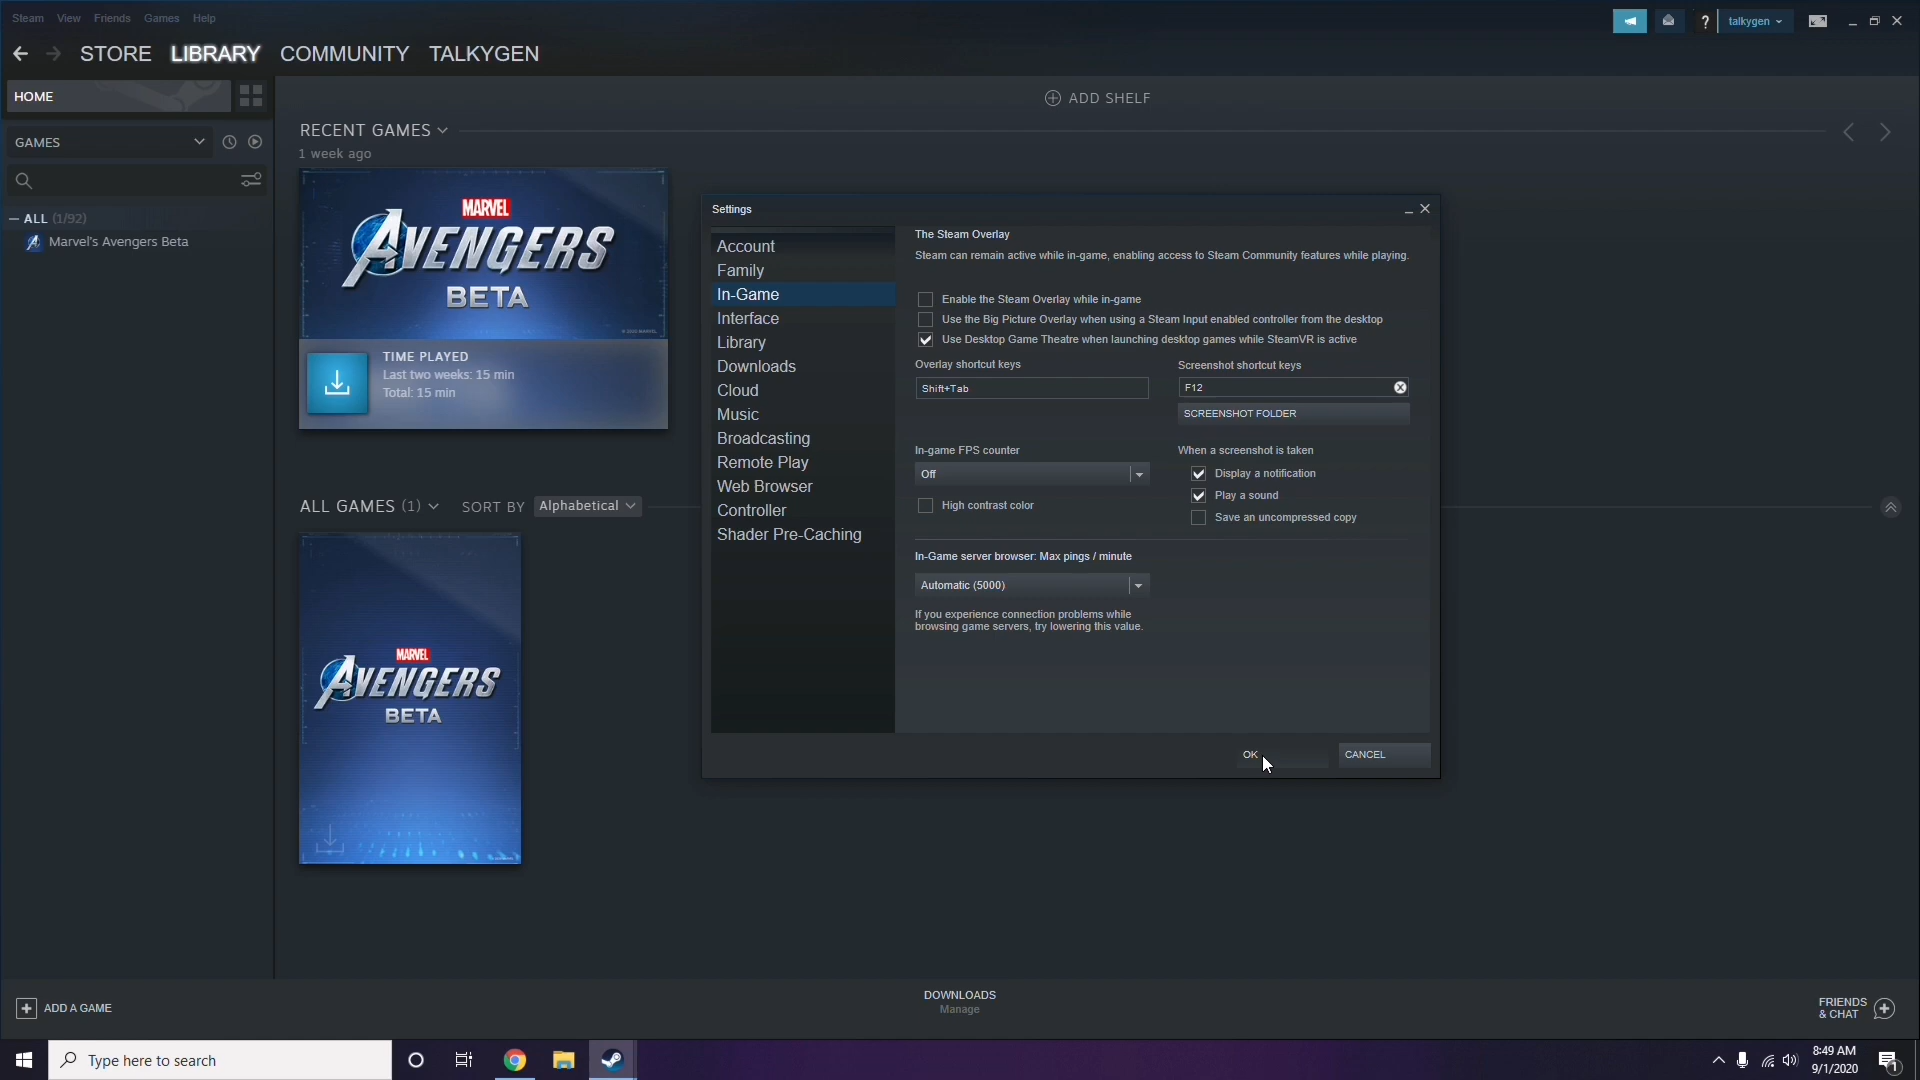 Steam View Friends Games Help
? talkygen
STORE LIBRARY COMMUNITY TALKYGEN
HOME
ADD SHELF
GAMES
RECENT GAMES
1 week ago
ALL (1/92)
Marvel's Avengers Beta
MARVEL
AVENGERS
BETA
TIME PLAYED
Last two weeks: 15 min
Total: 15 min
ALL GAMES (1) SORT BY Alphabetical
MARVEL
AVENGERS
BETA
Settings
Account
Family
In-Game
Interface
Library
Downloads
Cloud
Music
Broadcasting
Remote Play
Web Browser
Controller
Shader Pre-Caching
The Steam Overlay
Steam can remain active while in-game, enabling access to Steam Community features while playing.
Enable the Steam Overlay while in-game
Use the Big Picture Overlay when using a Steam Input enabled controller from the desktop
Use Desktop Game Theatre when launching desktop games while SteamVR is active
Overlay shortcut keys
Shift+Tab
Screenshot shortcut keys
F12
SCREENSHOT FOLDER
In-game FPS counter
Off
High contrast color
When a screenshot is taken
Display a notification
Play a sound
Save an uncompressed copy
In-Game server browser: Max pings / minute
Automatic (5000)
If you experience connection problems while
browsing game servers, try lowering this value.
OK CANCEL
ADD A GAME
DOWNLOADS
Manage
FRIENDS
& CHAT
Type here to search
8:49 AM
9/1/2020
1